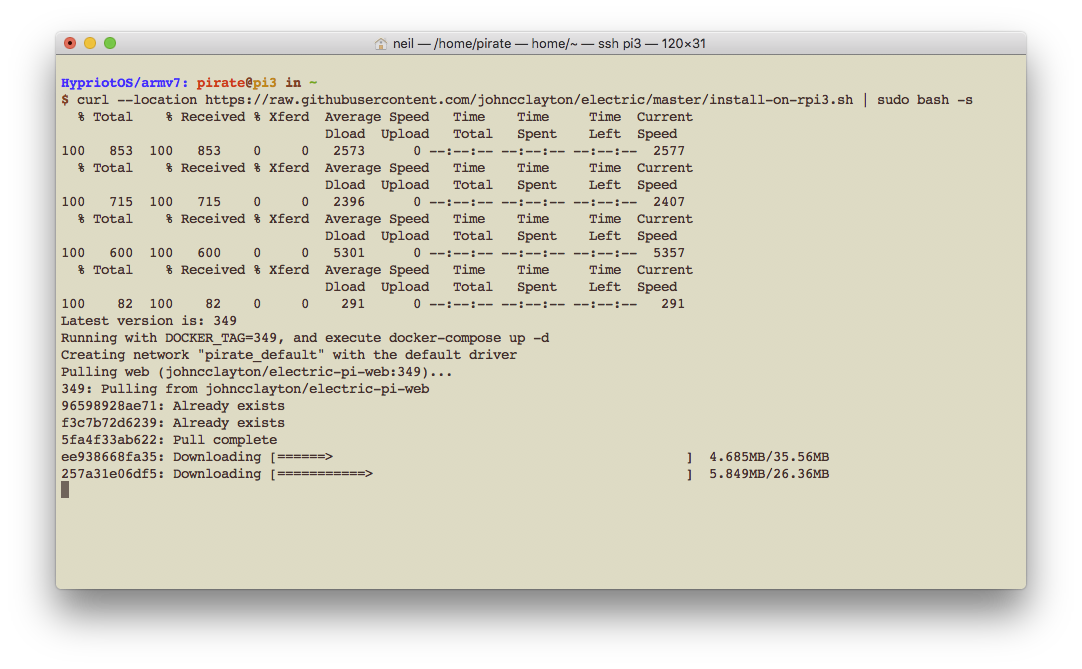 neil — /home/pirate — home/~ — ssh pi3 — 120×31
HypriotOS/armv7: pirate@pi3 in ~
$ curl --location https://raw.githubusercontent.com/johncclayton/electric/master/install-on-rpi3.sh | sudo bash -s
  % Total    % Received % Xferd  Average Speed   Time    Time     Time  Current
                                 Dload  Upload   Total   Spent    Left  Speed
100   853  100   853    0     0   2573      0 --:--:-- --:--:-- --:--:--  2577
  % Total    % Received % Xferd  Average Speed   Time    Time     Time  Current
                                 Dload  Upload   Total   Spent    Left  Speed
100   715  100   715    0     0   2396      0 --:--:-- --:--:-- --:--:--  2407
  % Total    % Received % Xferd  Average Speed   Time    Time     Time  Current
                                 Dload  Upload   Total   Spent    Left  Speed
100   600  100   600    0     0   5301      0 --:--:-- --:--:-- --:--:--  5357
  % Total    % Received % Xferd  Average Speed   Time    Time     Time  Current
                                 Dload  Upload   Total   Spent    Left  Speed
100    82  100    82    0     0    291      0 --:--:-- --:--:-- --:--:--   291
Latest version is: 349
Running with DOCKER_TAG=349, and execute docker-compose up -d
Creating network "pirate_default" with the default driver
Pulling web (johncclayton/electric-pi-web:349)...
349: Pulling from johncclayton/electric-pi-web
96598928ae71: Already exists
f3c7b72d6239: Already exists
5fa4f33ab622: Pull complete
ee938668fa35: Downloading [======>                                            ]  4.685MB/35.56MB
257a31e06df5: Downloading [===========>                                       ]  5.849MB/26.36MB